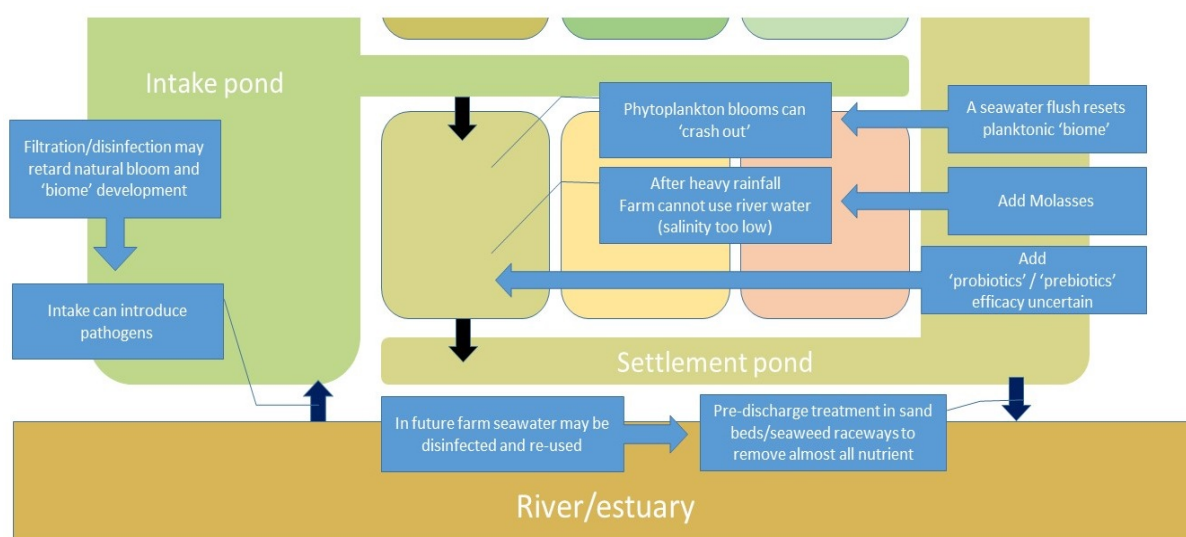 Intake pond
Filtration/disinfection may
retard natural bloom and
‘biome’ development
Intake can introduce
pathogens
Phytoplankton blooms can
‘crash out’
A seawater flush resets
planktonic ‘biome’
After heavy rainfall
Farm cannot use river water
(salinity too low)
Add Molasses
Add
‘probiotics’ / ‘prebiotics’
efficacy uncertain
Settlement pond
In future farm seawater may be
disinfected and re-used
Pre-discharge treatment in sand
beds/seaweed raceways to
remove almost all nutrient
River/estuary